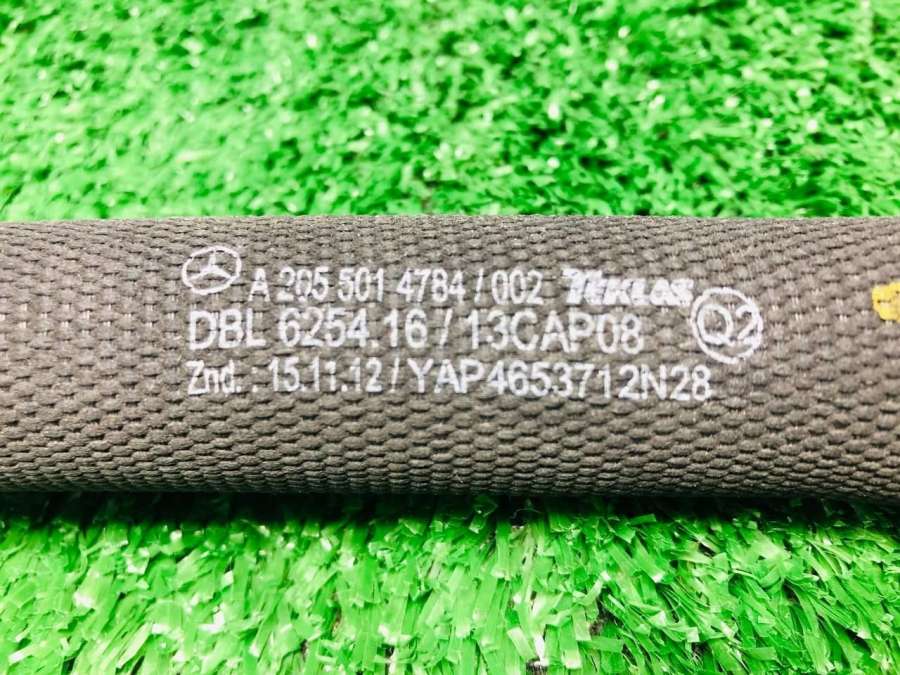 A 205 501 4784 / 002 TEKLAS
DBL 6254.16 / 13CAP08 Q2
Znd. : 15.11.12 / YAP4653712N28